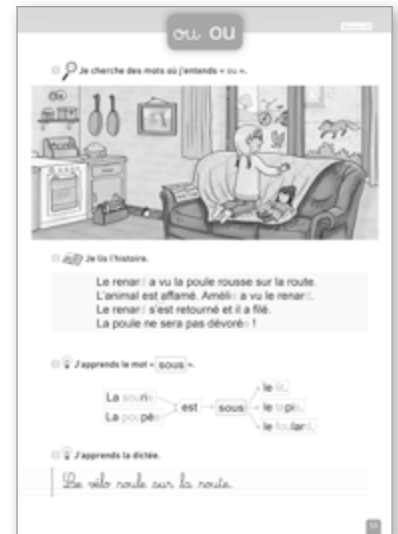 ou ou
Je cherche des mots où j'entends « ou ».
Je lis l'histoire.
Le renard a vu la poule rousse sur la route.
L'animal est affamé. Amélie a vu le renard.
Le renard s'est retourné et il a filé.
La poule ne sera pas dévorée !
J'apprends le mot « sous ».
le lit.
La souris
est sous le tapis.
La poupée
le foulard.
J'apprends la dictée.
Le vélo roule sur la route.
53